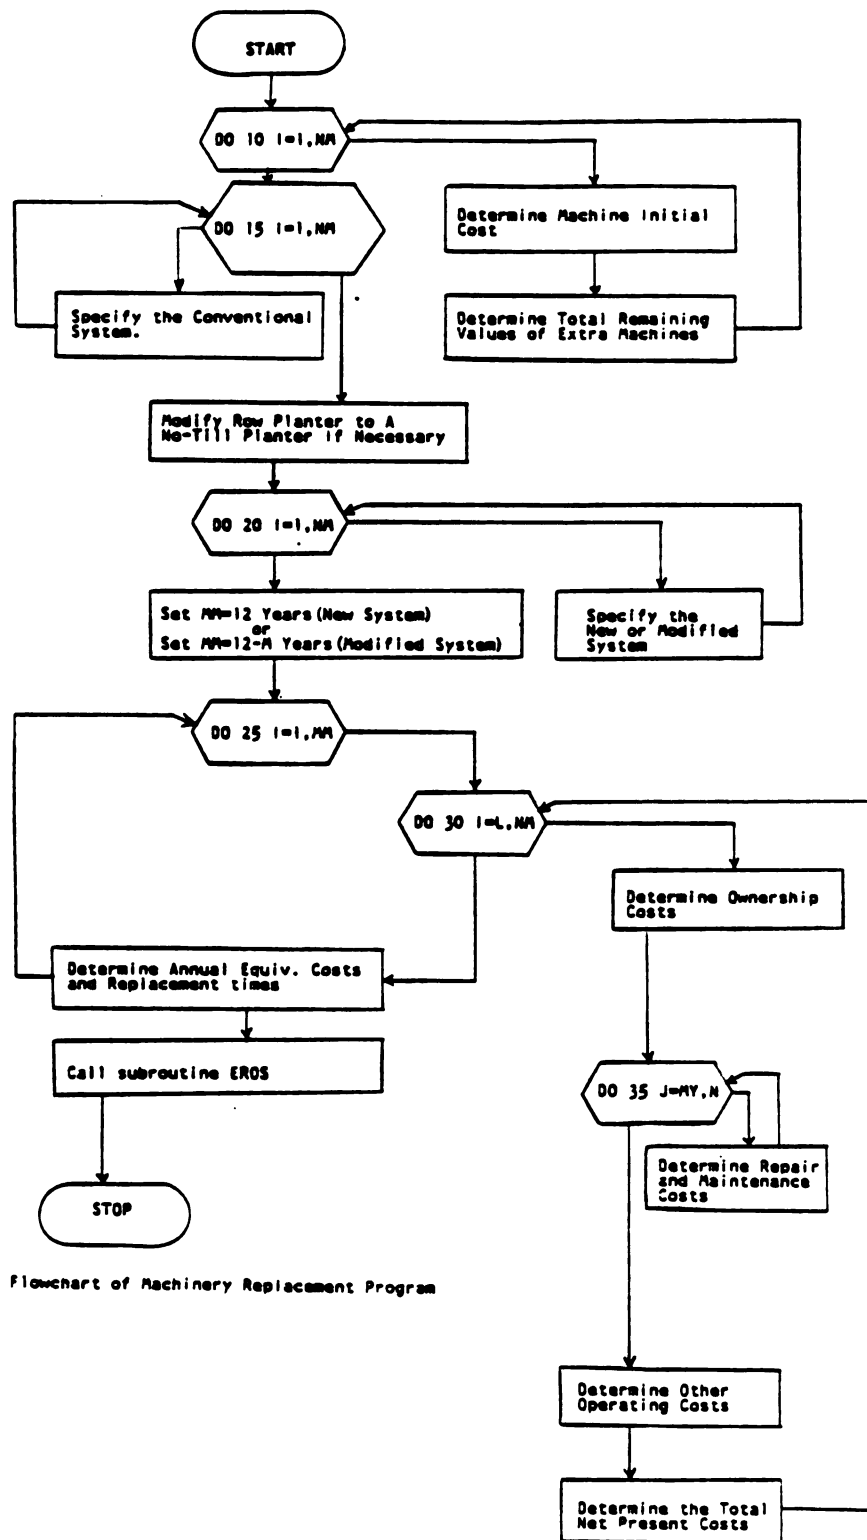 START
DO 10 I=1,NM
DO 15 I=1,NM
Determine Machine Initial
Cost
Specify the Conventional
System.
Determine Total Remaining
Values of Extra Machines
Modify Row Planter to A
No-Till Planter If Necessary
DO 20 I=1,NM
Set MM=12 Years(New System)
or
Set MM=12-M Years(Modified System)
Specify the
New or Modified
System
DO 25 I=1,MM
DO 30 I=L,NM
Determine Ownership
Costs
Determine Annual Equiv. Costs
and Replacement times
Call subroutine EROS
DO 35 J=MY,N
Determine Repair
and Maintenance
Costs
STOP
Flowchart of Machinery Replacement Program
Determine Other
Operating Costs
Determine the Total
Net Present Costs